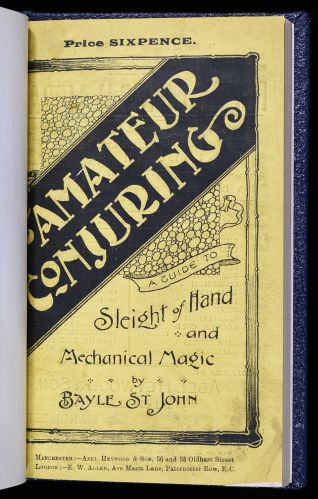 Price SIXPENCE.
AMATEUR
CONJURING
A GUIDE TO
Sleight of Hand
and
Mechanical Magic
by
BAYLE ST. JOHN
MANCHESTER:—ABEL HEYWOOD & SON, 56 and 58 Oldham Street
LONDON:—E. W. ALLEN, Ave Maria Lane, Paternoster Row, E.C.